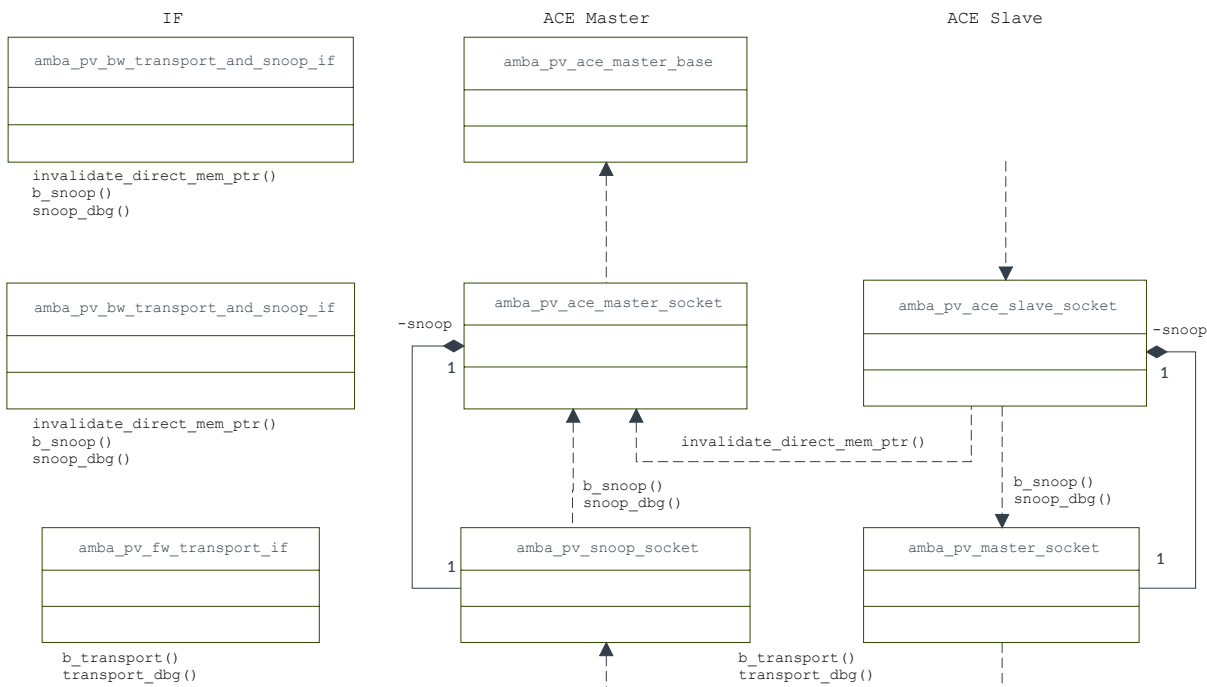 IF
ACE Master
ACE Slave
amba_pv_bw_transport_and_snoop_if
amba_pv_ace_master_base
invalidate_direct_mem_ptr()
b_snoop()
snoop_dbg()
amba_pv_bw_transport_and_snoop_if
amba_pv_ace_master_socket
amba_pv_ace_slave_socket
-snoop
-snoop
1
1
invalidate_direct_mem_ptr()
b_snoop()
snoop_dbg()
invalidate_direct_mem_ptr()
b_snoop()
snoop_dbg()
b_snoop()
snoop_dbg()
amba_pv_fw_transport_if
amba_pv_snoop_socket
amba_pv_master_socket
1
1
b_transport()
transport_dbg()
b_transport()
transport_dbg()